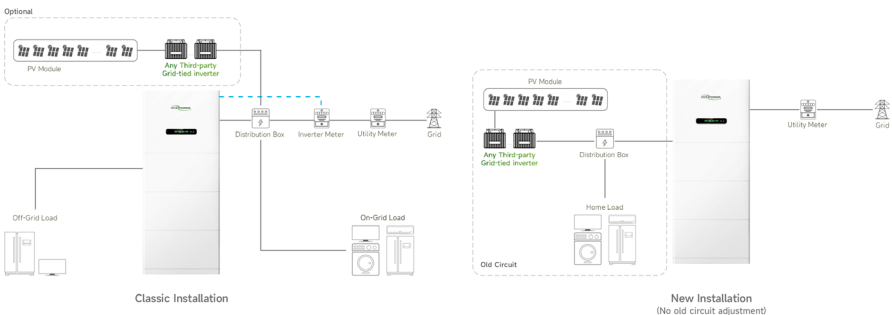 Optional
PV Module
Any Third-party
Grid-tied inverter
Distribution Box
Inverter Meter
Utility Meter
Grid
Off-Grid Load
On-Grid Load
Classic Installation
PV Module
Any Third-party
Grid-tied inverter
Distribution Box
Utility Meter
Grid
Home Load
Old Circuit
New Installation
(No old circuit adjustment)